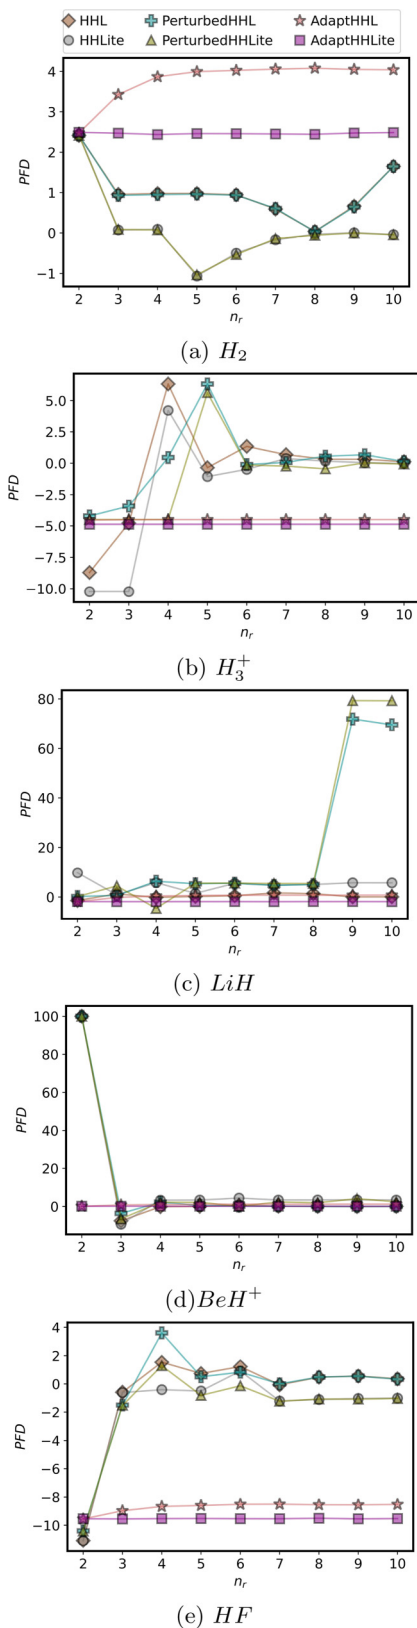 HHL PerturbedHHL AdaptHHL
HHLite PerturbedHHLite AdaptHHLite
4
3
2
1
0
−1
PFD
2 3 4 5 6 7 8 9 10
n_r
(a) H_2
5.0
2.5
0.0
−2.5
−5.0
−7.5
−10.0
PFD
2 3 4 5 6 7 8 9 10
n_r
(b) H_3^+
80
60
40
20
0
PFD
2 3 4 5 6 7 8 9 10
n_r
(c) LiH
100
80
60
40
20
0
PFD
2 3 4 5 6 7 8 9 10
n_r
(d)BeH^+
4
2
0
−2
−4
−6
−8
−10
PFD
2 3 4 5 6 7 8 9 10
n_r
(e) HF